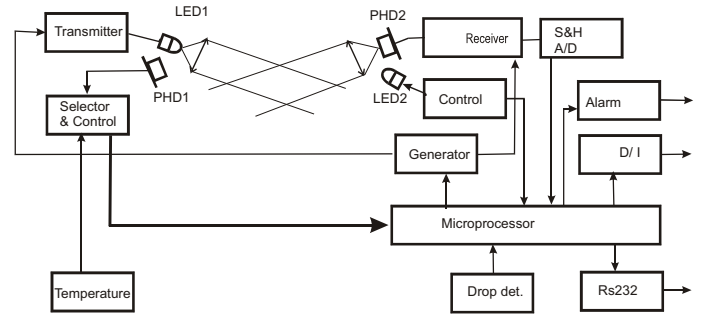 LED1
PHD2
Transmitter
Receiver
S&H
A/D
PHD1
LED2
Selector
& Control
Control
Alarm
Generator
D/ I
Microprocessor
Temperature
Drop det.
Rs232